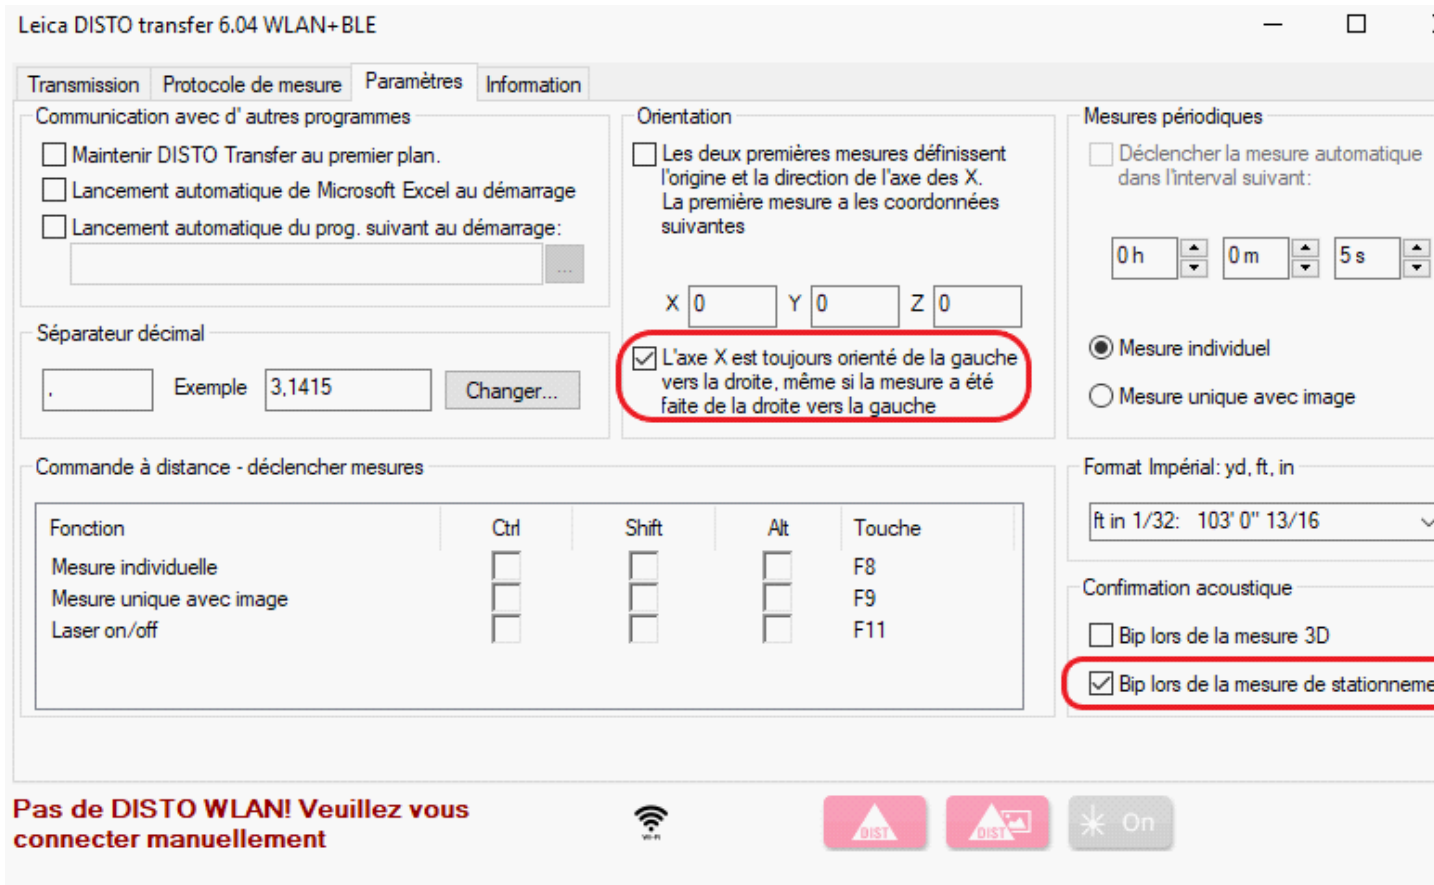 Leica DISTO transfer 6.04 WLAN+BLE
Transmission
Protocole de mesure
Paramètres
Information
Communication avec d' autres programmes
Maintenir DISTO Transfer au premier plan.
Lancement automatique de Microsoft Excel au démarrage
Lancement automatique du prog. suivant au démarrage:
...
Séparateur décimal
,
Exemple
3,1415
Changer...
Orientation
Les deux premières mesures définissent
l'origine et la direction de l'axe des X.
La première mesure a les coordonnées
suivantes
X 0 Y 0 Z 0
L'axe X est toujours orienté de la gauche
vers la droite, même si la mesure a été
faite de la droite vers la gauche
Mesures périodiques
Déclencher la mesure automatique
dans l'interval suivant:
0 h 0 m 5 s
Mesure individuel
Mesure unique avec image
Commande à distance - déclencher mesures
Fonction Ctrl Shift Alt Touche
Mesure individuelle F8
Mesure unique avec image F9
Laser on/off F11
Format Impérial: yd, ft, in
ft in 1/32: 103' 0" 13/16
Confirmation acoustique
Bip lors de la mesure 3D
Bip lors de la mesure de stationneme
Pas de DISTO WLAN! Veuillez vous
connecter manuellement
Wi-Fi
DIST
DIST
On